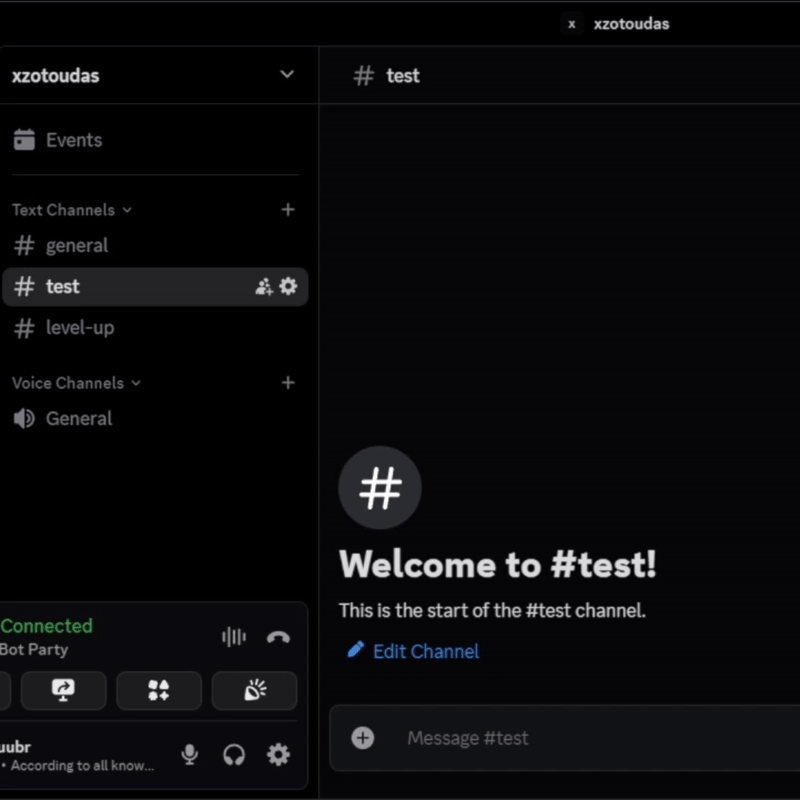 x xzotoudas
xzotoudas
# test
Events
Text Channels
# general
# test
# level-up
Voice Channels
General
#
Welcome to #test!
This is the start of the #test channel.
Edit Channel
Connected
Bot Party
Message #test
uubr
• According to all know...